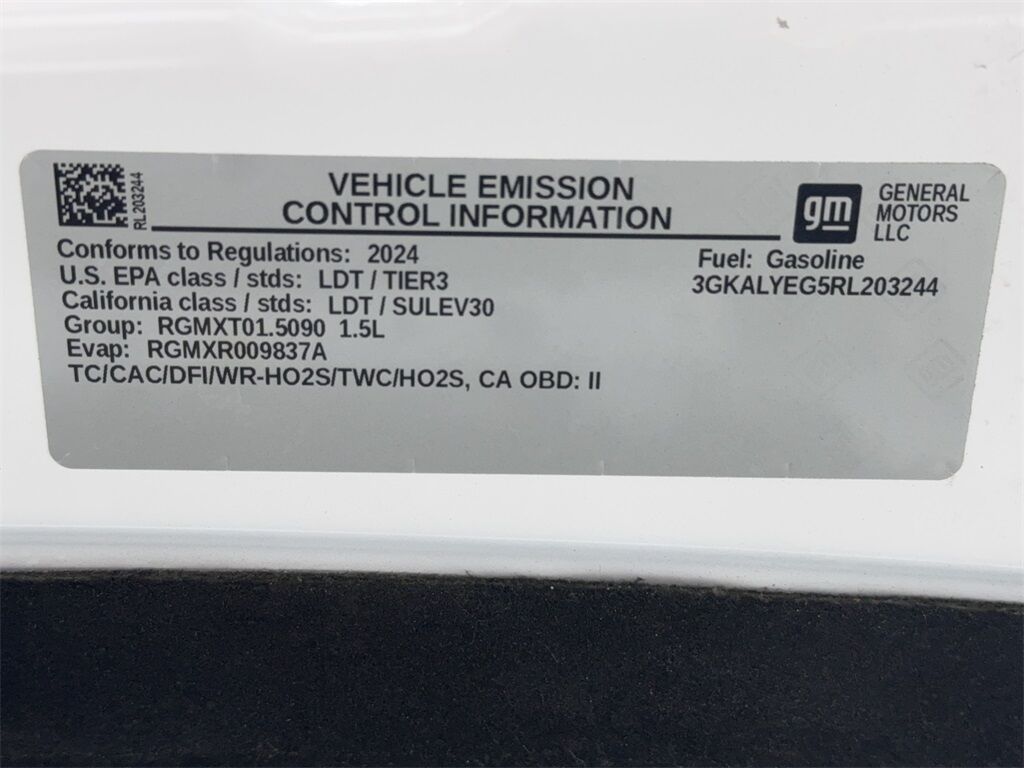 RL203244
VEHICLE EMISSION
CONTROL INFORMATION
gm
GENERAL
MOTORS
LLC
Conforms to Regulations: 2024
U.S. EPA class / stds: LDT / TIER3
California class / stds: LDT / SULEV30
Group: RGMXT01.5090 1.5L
Evap: RGMXR009837A
TC/CAC/DFI/WR-HO2S/TWC/HO2S, CA OBD: II
Fuel: Gasoline
3GKALYEG5RL203244